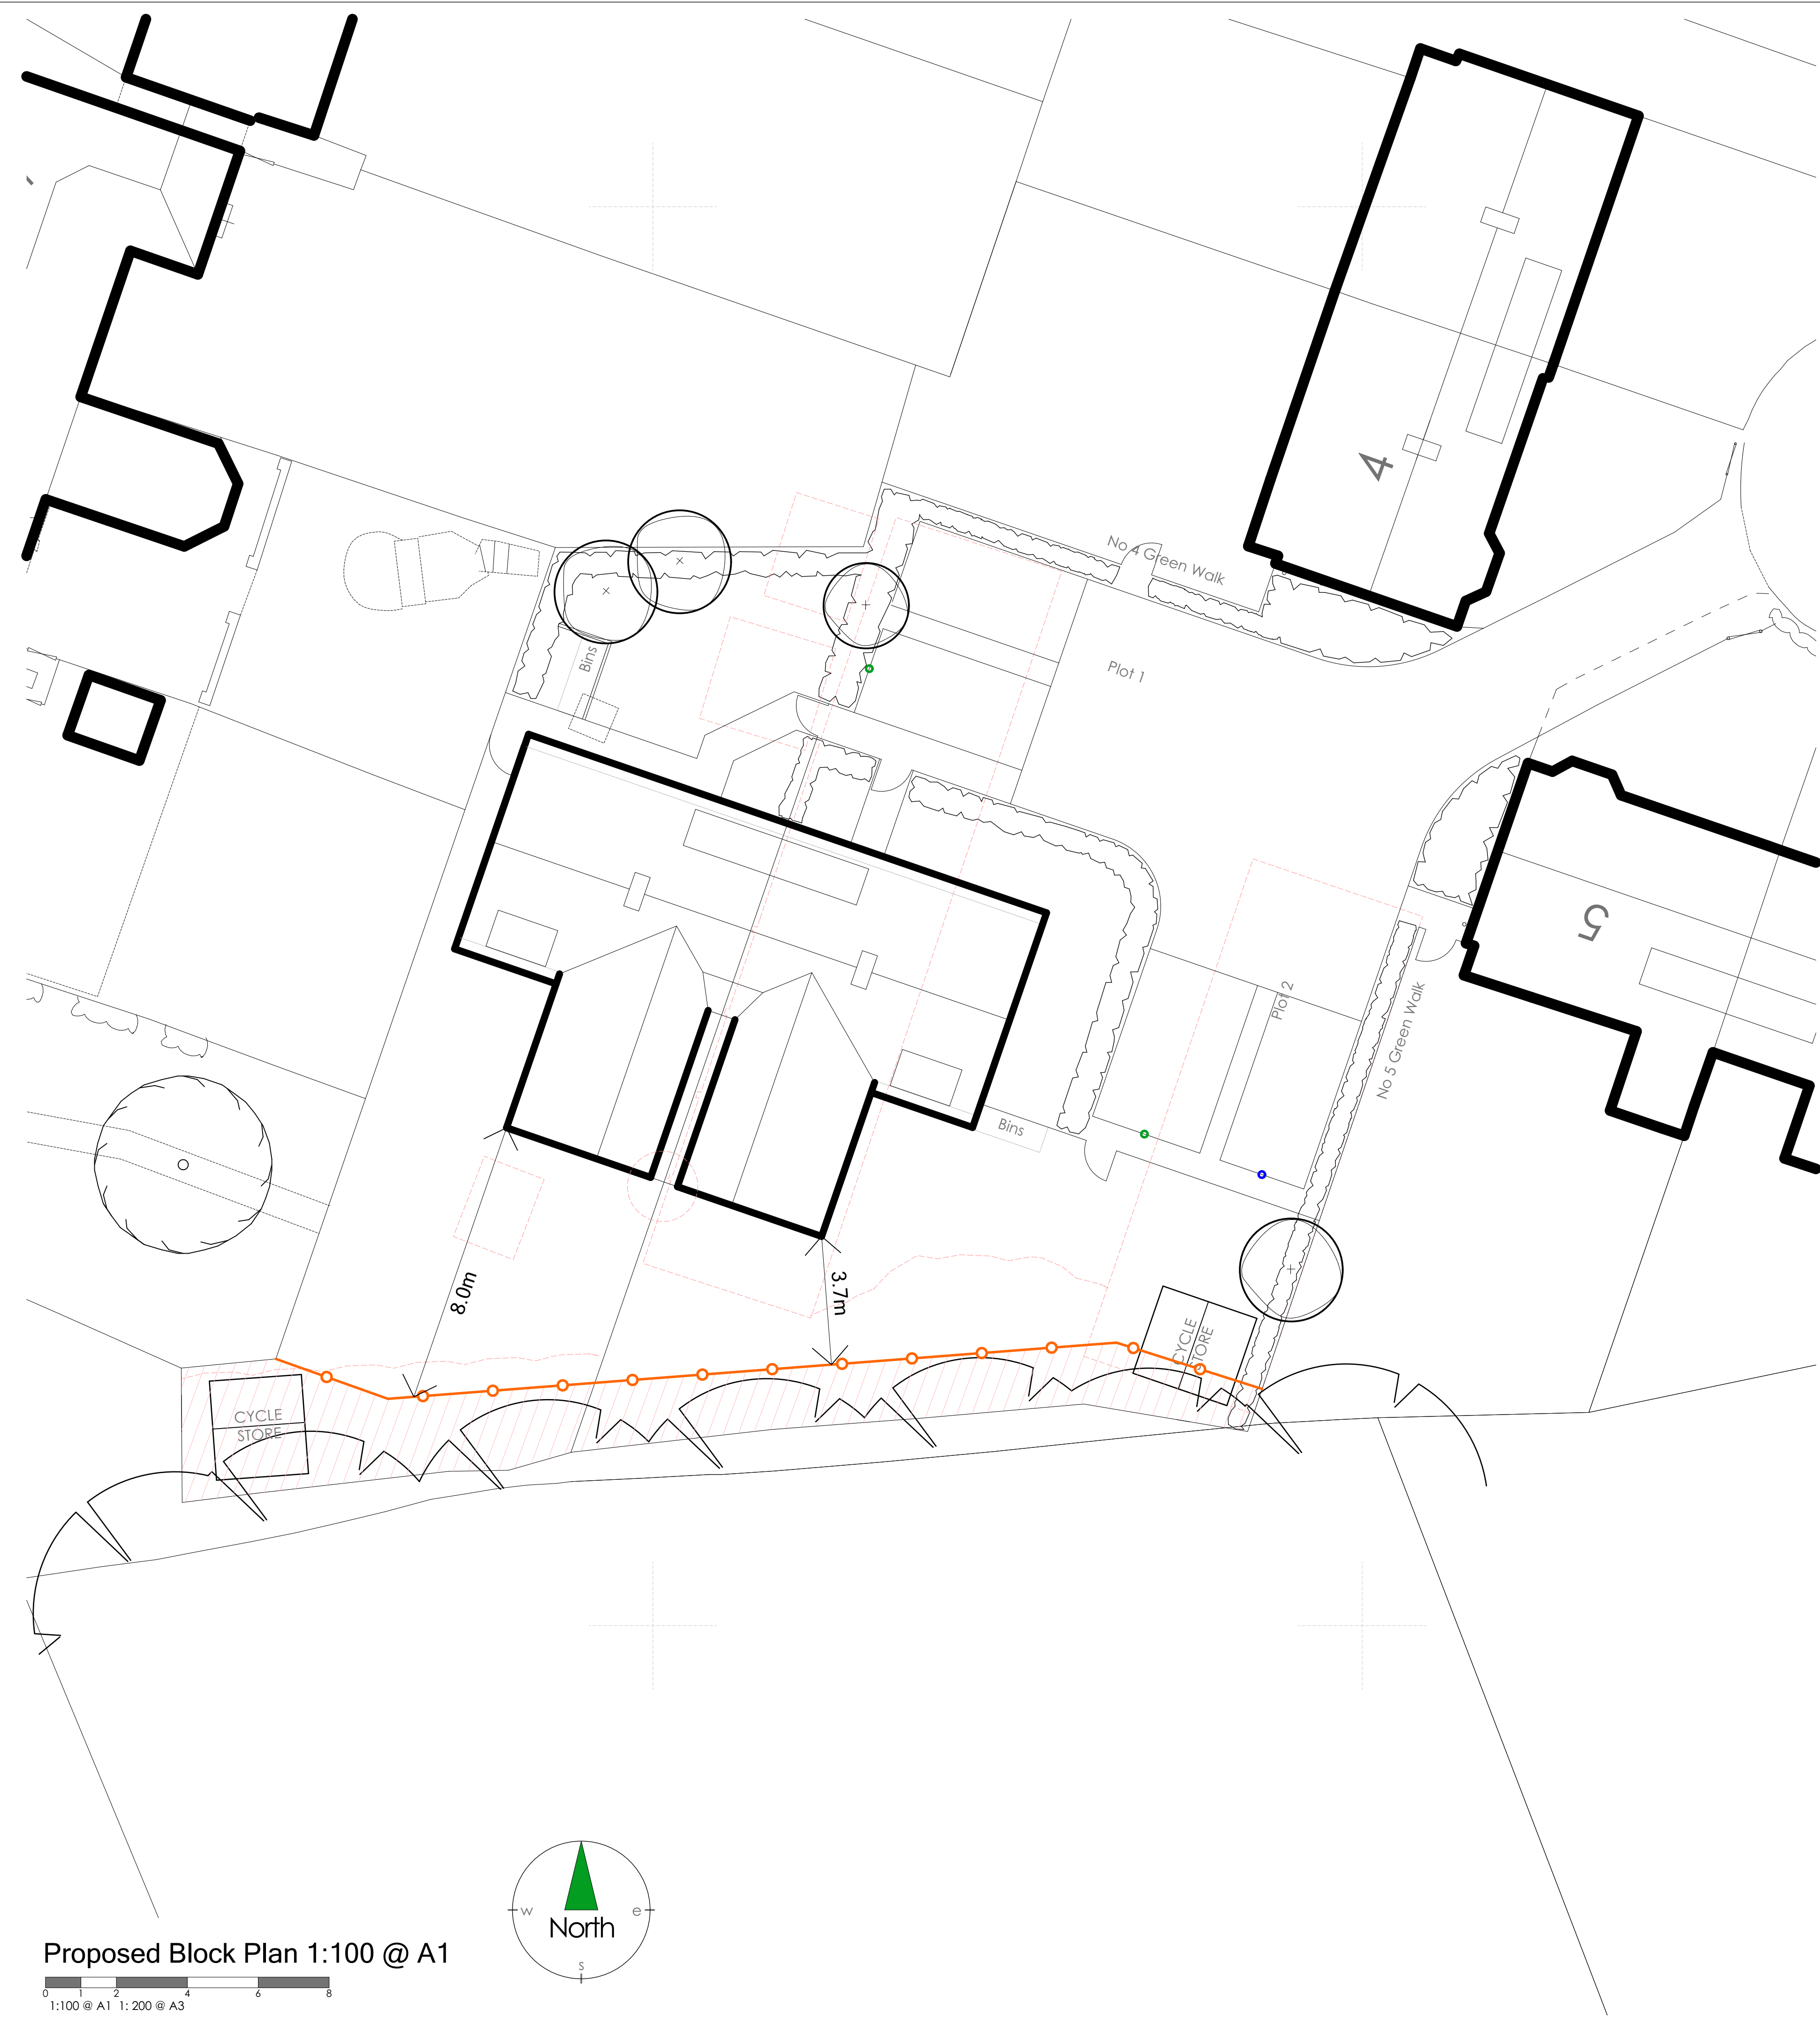 4
No 4 Green Walk
Bins
Plot 1
5
Plot 2
No 5 Green Walk
Bins
8.0m
3.7m
CYCLE
STORE
CYCLE
STORE
w
e
North
s
Proposed Block Plan 1:100 @ A1
0 1 2 4 6 8
1:100 @ A1 1: 200 @ A3